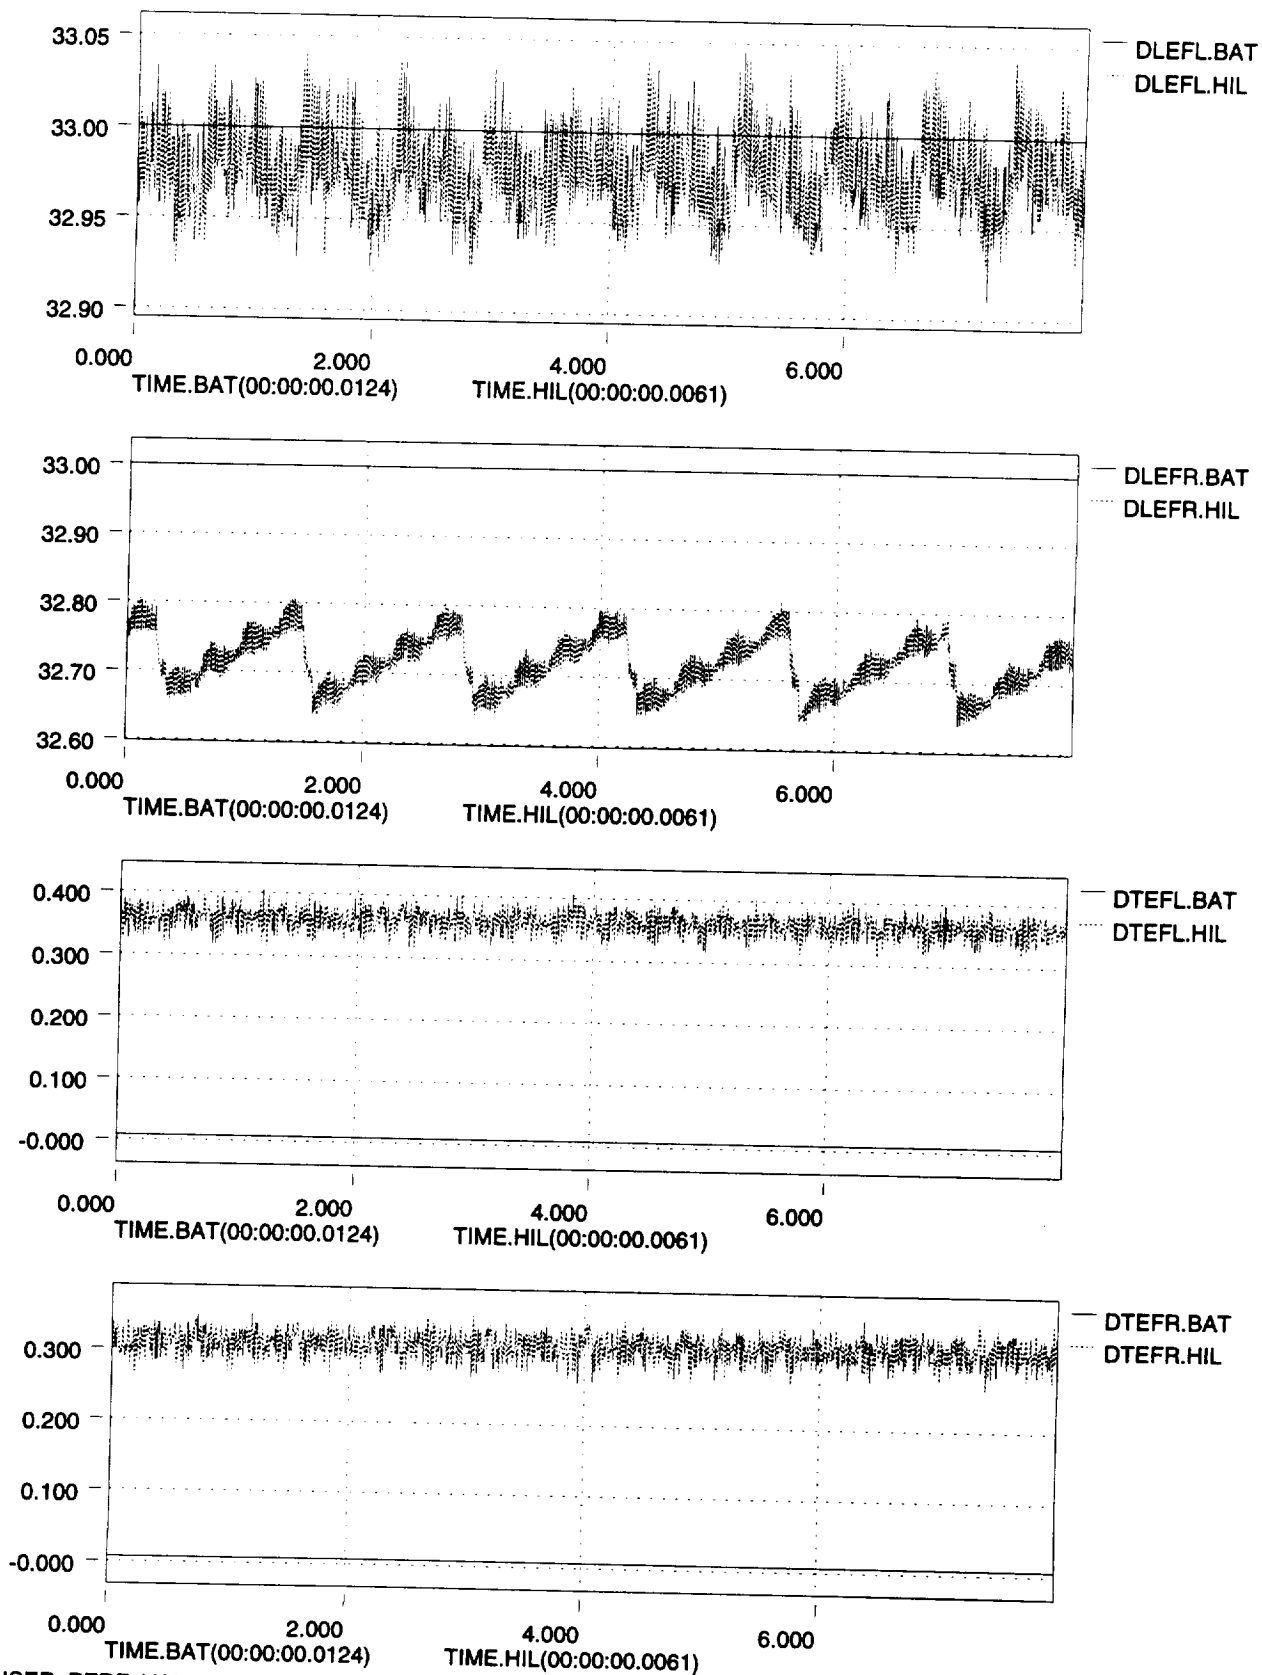 33.05
DLEFL.BAT
DLEFL.HIL
33.00
32.95
32.90
0.000 2.000 4.000 6.000
TIME.BAT(00:00:00.0124) TIME.HIL(00:00:00.0061)
33.00
DLEFR.BAT
DLEFR.HIL
32.90
32.80
32.70
32.60
0.000 2.000 4.000 6.000
TIME.BAT(00:00:00.0124) TIME.HIL(00:00:00.0061)
0.400
DTEFL.BAT
DTEFL.HIL
0.300
0.200
0.100
-0.000
0.000 2.000 4.000 6.000
TIME.BAT(00:00:00.0124) TIME.HIL(00:00:00.0061)
DTEFR.BAT
0.300
DTEFR.HIL
0.200
0.100
-0.000
0.000 2.000 4.000 6.000
TIME.BAT(00:00:00.0124) TIME.HIL(00:00:00.0061)